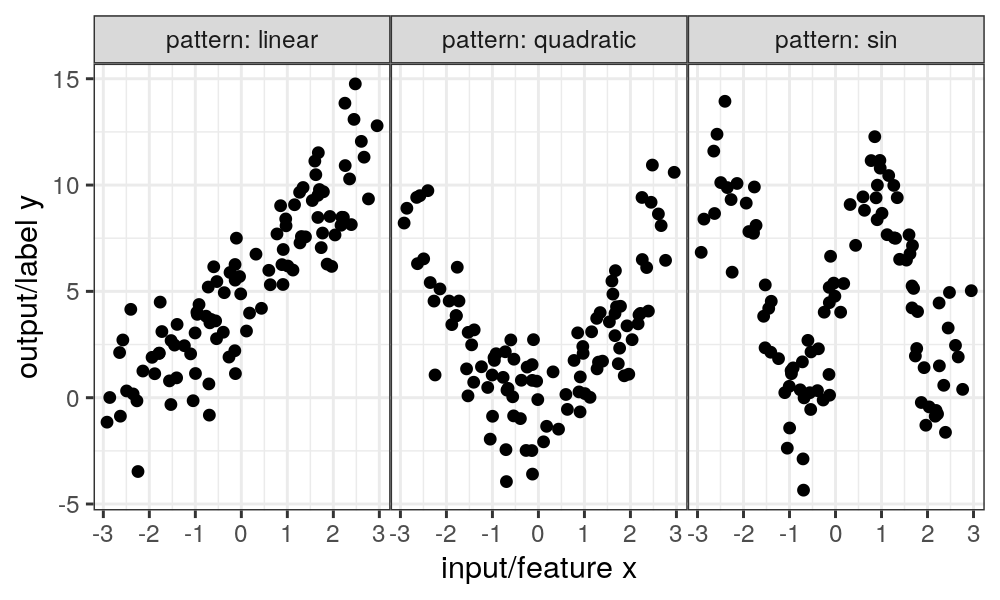 pattern: linear pattern: quadratic pattern: sin
15
10
5
0
-5
-3 -2 -1 0 1 2 3 -3 -2 -1 0 1 2 3 -3 -2 -1 0 1 2 3
input/feature x
output/label y